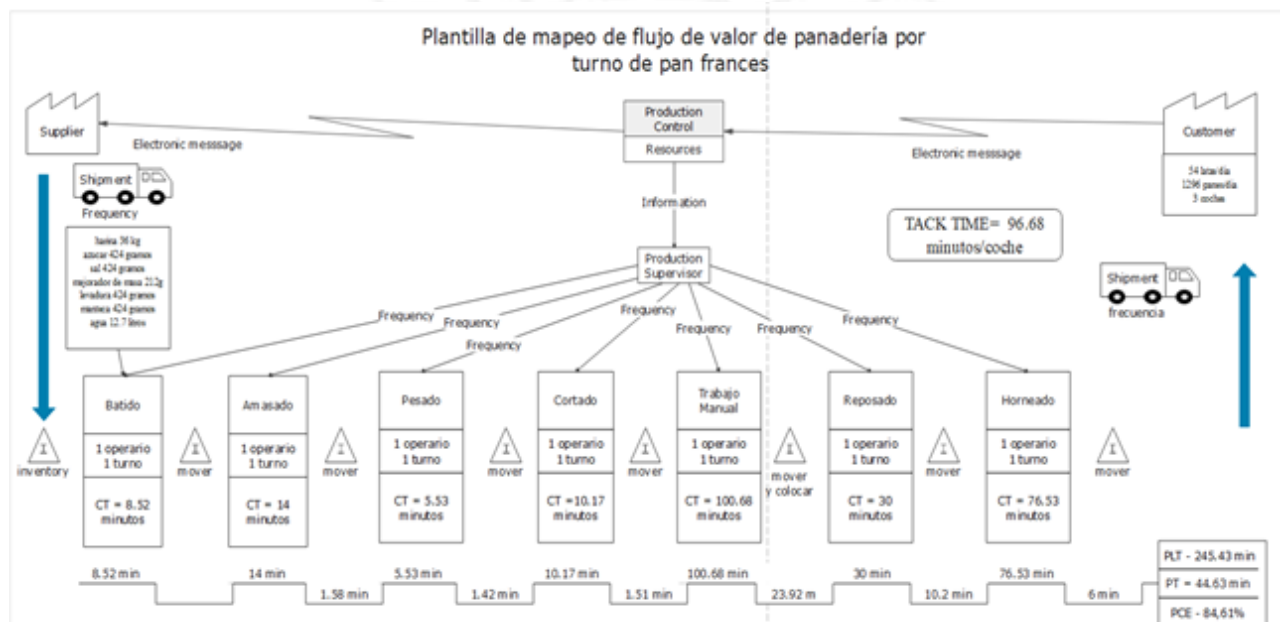 Plantilla de mapeo de flujo de valor de panadería por
turno de pan frances
Supplier
Electronic messsage
Production
Control
Resources
Electronic messsage
Customer
54 latas/día
1296 panes/día
3 coches
Shipment
Frequency
Information
TACK TIME= 96.68
minutos/coche
harina 36 kg
azucar 424 gramos
sal 424 gramos
mejorador de masa 212g
levadura 424 gramos
manteca 424 gramos
agua 12.7 litros
Production
Supervisor
Shipment
frecuencia
Frequency
Frequency
Frequency
Frequency
Frequency
Frequency
Frequency
Batido
1 operario
1 turno
CT = 8.52
minutos
Amasado
1 operario
1 turno
CT = 14
minutos
Pesado
1 operario
1 turno
CT = 5.53
minutos
Cortado
1 operario
1 turno
CT =10.17
minutos
Trabajo
Manual
1 operario
1 turno
CT = 100.68
minutos
Reposado
1 operario
1 turno
CT = 30
minutos
Horneado
1 operario
1 turno
CT = 76.53
minutos
I
inventory
I
mover
I
mover
I
mover
I
mover
I
mover
y colocar
I
mover
I
mover
8.52 min
14 min
1.58 min
5.53 min
1.42 min
10.17 min
1.51 min
100.68 min
23.92 m
30 min
10.2 min
76.53 min
6 min
PLT - 245.43 min
PT = 44.63 min
PCE - 84,61%